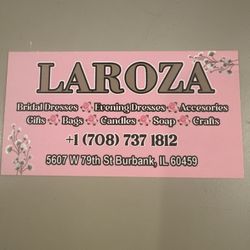 LAROZA
Bridal Dresses Evening Dresses Accesories
Gifts Bags Candles Soap Crafts
+1 (708) 737 1812
5607 W 79th St Burbank, IL 60459